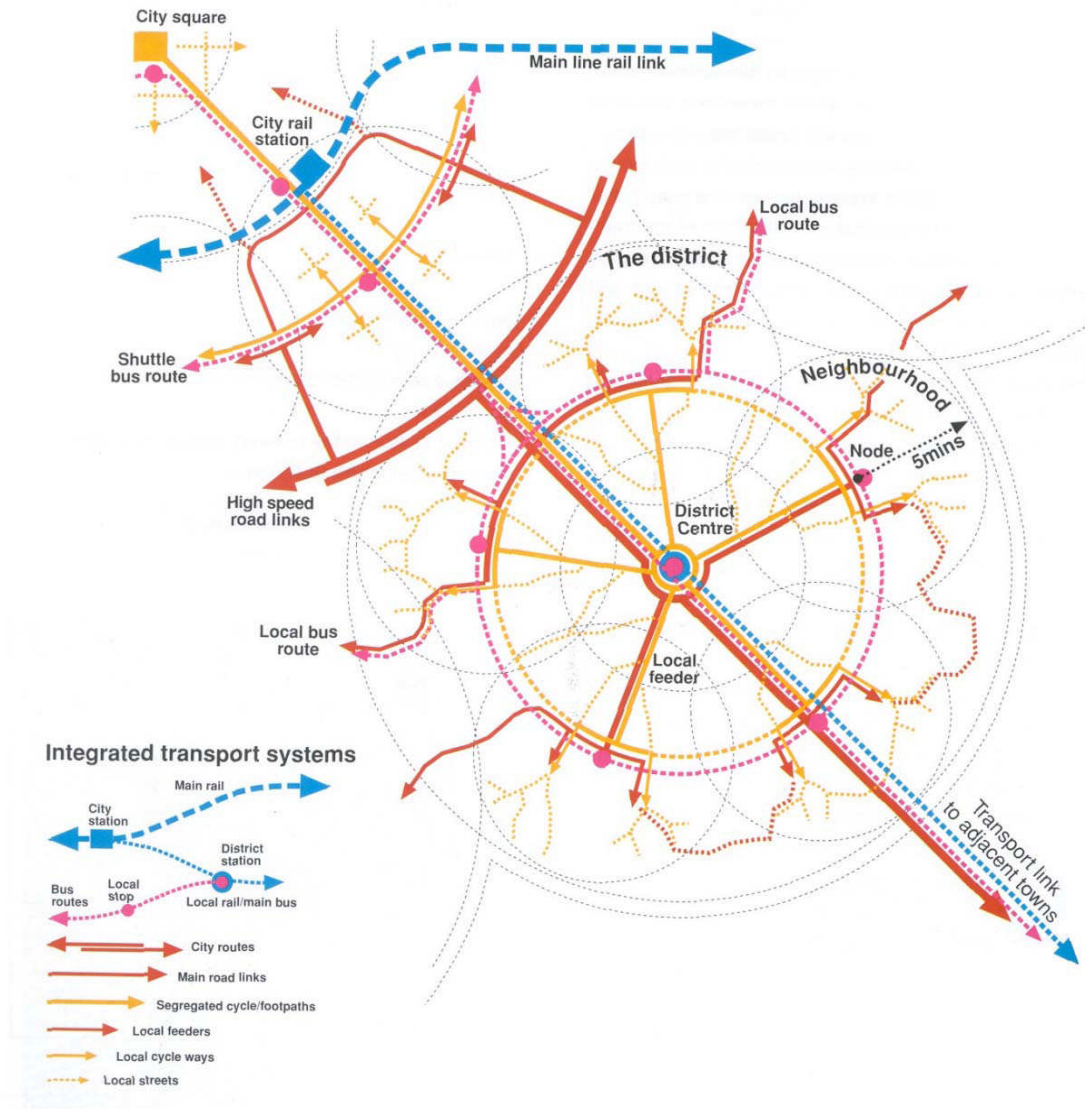 City square
Main line rail link
City rail
station
Local bus
route
The district
Shuttle
bus route
Neighbourhood
Node
5mins
High speed
road links
District
Centre
Local bus
route
Local
feeder
Integrated transport systems
Main rail
City
station
District
station
Bus
routes
Local
stop
Local rail/main bus
City routes
Main road links
Segregated cycle/footpaths
Local feeders
Local cycle ways
Local streets
Transport link
to adjacent towns